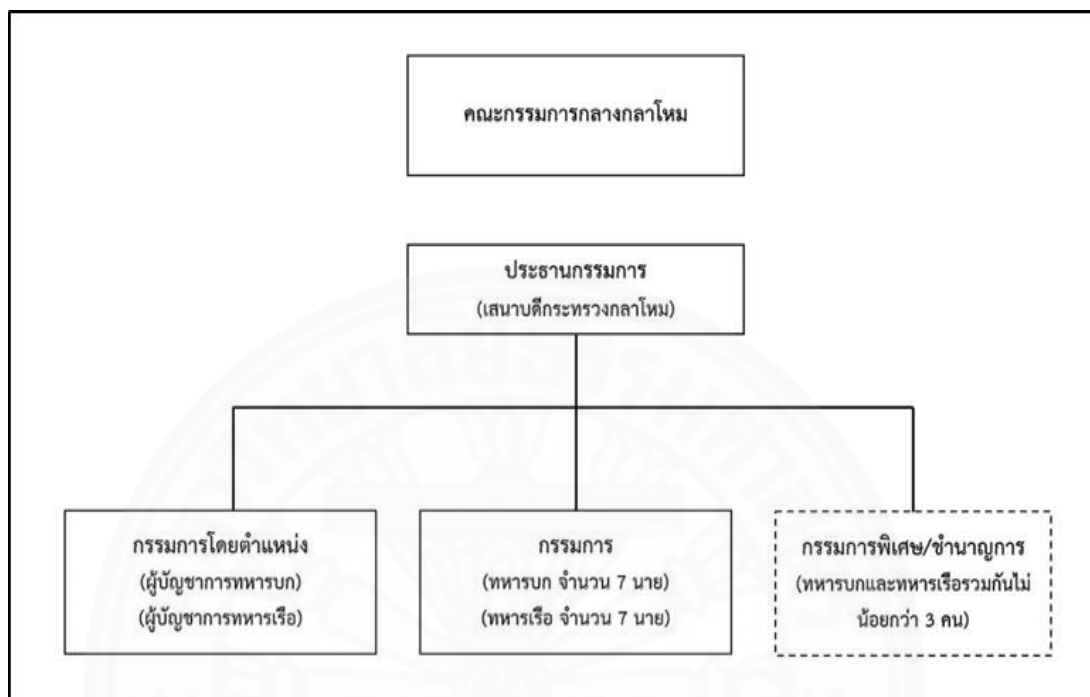 คณะกรรมการกลางกลาโหม
ประธานกรรมการ
(เสนาบดีกระทรวงกลาโหม)
กรรมการโดยตำแหน่ง
(ผู้บัญชาการทหารบก)
(ผู้บัญชาการทหารเรือ)
กรรมการ
(ทหารบก จำนวน 7 นาย)
(ทหารเรือ จำนวน 7 นาย)
กรรมการพิเศษ/ชำนาญการ
(ทหารบกและทหารเรือรวมกันไม่
น้อยกว่า 3 คน)